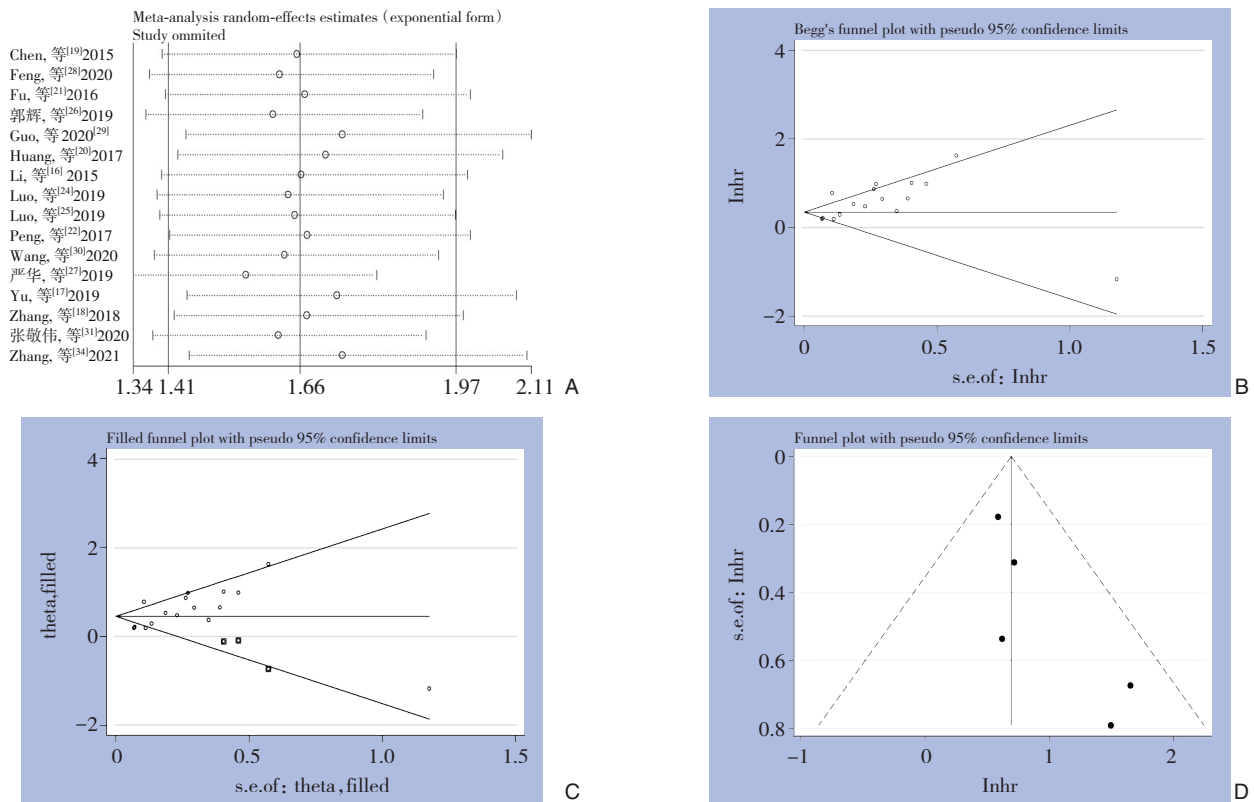 Meta-analysis random-effects estimates (exponential form)
Study ommited
Chen, 等[19]2015
Feng, 等[28]2020
Fu, 等[21]2016
郭辉, 等[26]2019
Guo, 等2020[29]
Huang, 等[20]2017
Li, 等[16] 2015
Luo, 等[24]2019
Luo, 等[25]2019
Peng, 等[22]2017
Wang, 等[30]2020
严华, 等[27]2019
Yu, 等[17]2019
Zhang, 等[18]2018
张敬伟, 等[31]2020
Zhang, 等[34]2021
1.34 1.41 1.66 1.97 2.11
A
Begg's funnel plot with pseudo 95% confidence limits
4
2
0
−2
lnhr
0 0.5 1.0 1.5
s.e.of: lnhr
B
Filled funnel plot with pseudo 95% confidence limits
4
2
0
−2
theta,filled
0 0.5 1.0 1.5
s.e.of: theta,filled
C
Funnel plot with pseudo 95% confidence limits
0
0.2
0.4
0.6
0.8
s.e.of: lnhr
−1 0 1 2
lnhr
D